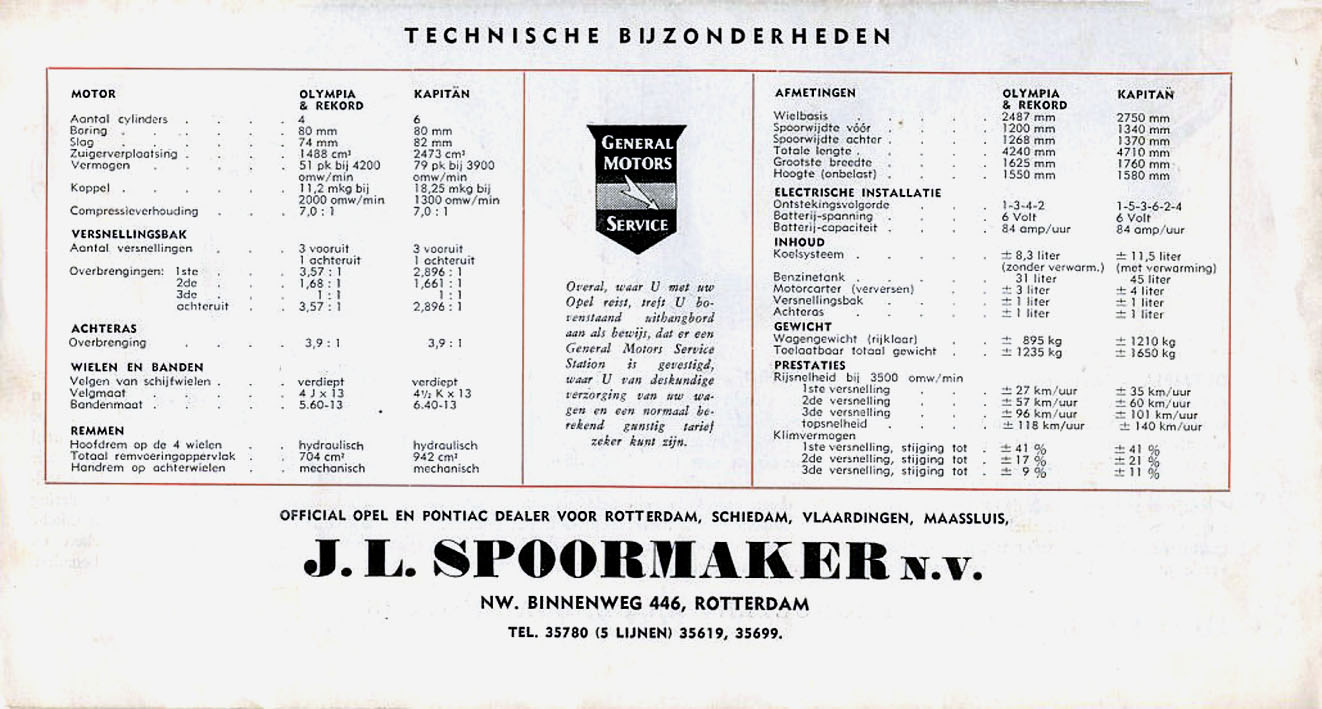 TECHNISCHE BIJZONDERHEDEN
MOTOR OLYMPIA KAPITÄN
& REKORD
Aantal cylinders . . . . 4 6
Boring . . . . . . 80 mm 80 mm
Slag . . . . . . 74 mm 82 mm
Zuigerverplaatsing . . . . 1488 cm³ 2473 cm³
Vermogen . . . . . 51 pk bij 4200 79 pk bij 3900
omw/min omw/min
Koppel . . . . . . 11,2 mkg bij 18,25 mkg bij
2000 omw/min 1300 omw/min
Compressieverhouding . . . 7,0 : 1 7,0 : 1
VERSNELLINGSBAK
Aantal versnellingen . . . 3 vooruit 3 vooruit
1 achteruit 1 achteruit
Overbrengingen: 1ste . . . 3,57 : 1 2,896 : 1
2de . . . 1,68 : 1 1,661 : 1
3de . . . 1 : 1 1 : 1
achteruit . . 3,57 : 1 2,896 : 1
ACHTERAS
Overbrenging . . . . 3,9 : 1 3,9 : 1
WIELEN EN BANDEN
Velgen van schijfwielen . . . verdiept verdiept
Velgmaat . . . . . 4 J x 13 4½ K x 13
Bandenmaat . . . . . 5.60-13 6.40-13
REMMEN
Hoofdrem op de 4 wielen . . hydraulisch hydraulisch
Totaal remvoeringoppervlak . . 704 cm² 942 cm²
Handrem op achterwielen . . mechanisch mechanisch
GENERAL
MOTORS
SERVICE
Overal, waar U met uw
Opel reist, treft U bo-
venstaand uithangbord
aan als bewijs, dat er een
General Motors Service
Station is gevestigd,
waar U van deskundige
verzorging van uw wa-
gen en een normaal be-
rekend gunstig tarief
zeker kunt zijn.
AFMETINGEN OLYMPIA KAPITÄN
& REKORD
Wielbasis . . . . 2487 mm 2750 mm
Spoorwijdte vóór . . . . 1200 mm 1340 mm
Spoorwijdte achter . . . . 1268 mm 1370 mm
Totale lengte . . . . . 4240 mm 4710 mm
Grootste breedte . . . . 1625 mm 1760 mm
Hoogte (onbelast) . . . . 1550 mm 1580 mm
ELECTRISCHE INSTALLATIE
Ontstekingsvolgorde . . . 1-3-4-2 1-5-3-6-2-4
Batterij-spanning . . . . 6 Volt 6 Volt
Batterij-capaciteit . . . . 84 amp/uur 84 amp/uur
INHOUD
Koelsysteem . . . . . ± 8,3 liter ± 11,5 liter
(zonder verwarm.) (met verwarming)
Benzinetank . . . . . 31 liter 45 liter
Motorcarter (verversen) . . . ± 3 liter ± 4 liter
Versnellingsbak . . . . ± 1 liter ± 1 liter
Achteras . . . . ± 1 liter ± 1 liter
GEWICHT
Wagengewicht (rijklaar) . . ± 895 kg ± 1210 kg
Toelaatbaar totaal gewicht . . ± 1235 kg ± 1650 kg
PRESTATIES
Rijsnelheid bij 3500 omw/min
1ste versnelling . . . ± 27 km/uur ± 35 km/uur
2de versnelling . . . ± 57 km/uur ± 60 km/uur
3de versnelling . . . ± 96 km/uur ± 101 km/uur
topsnelheid . . . . ± 118 km/uur ± 140 km/uur
Klimvermogen
1ste versnelling, stijging tot . ± 41 % ± 41 %
2de versnelling, stijging tot . ± 17 % ± 21 %
3de versnelling, stijging tot . ± 9 % ± 11 %
OFFICIAL OPEL EN PONTIAC DEALER VOOR ROTTERDAM, SCHIEDAM, VLAARDINGEN, MAASSLUIS,
J. L. SPOORMAKER N.V.
NW. BINNENWEG 446, ROTTERDAM
TEL. 35780 (5 LIJNEN) 35619, 35699.